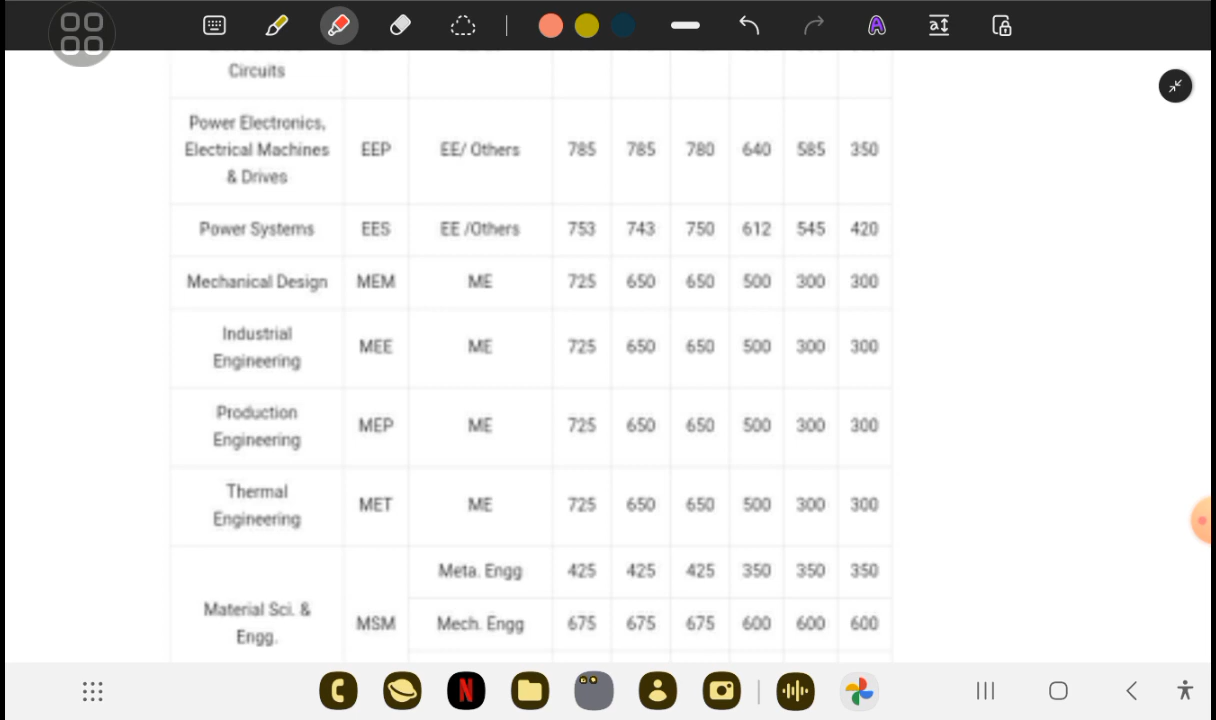 Circuits
Power Electronics,
Electrical Machines EEP EE/ Others 785 785 780 640 585 350
& Drives
Power Systems EES EE /Others 753 743 750 612 545 420
Mechanical Design MEM ME 725 650 650 500 300 300
Industrial
Engineering
MEE ME 725 650 650 500 300 300
Production
Engineering
MEP ME 725 650 650 500 300 300
Thermal
Engineering
MET ME 725 650 650 500 300 300
Meta. Engg 425 425 425 350 350 350
Material Sci. &
Engg.
MSM Mech. Engg 675 675 675 600 600 600